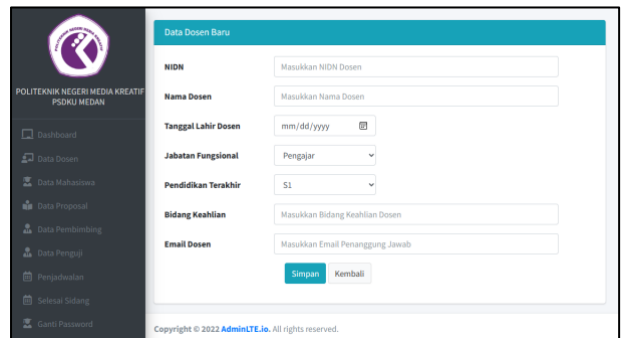 POLITEKNIK NEGERI MEDIA KREATIF
PSDKU MEDAN
Dashboard
Data Dosen
Data Mahasiswa
Data Proposal
Data Pembimbing
Data Penguji
Penjadwalan
Selesai Sidang
Ganti Password
Data Dosen Baru
NIDN
Masukkan NIDN Dosen
Nama Dosen
Masukkan Nama Dosen
Tanggal Lahir Dosen
mm/dd/yyyy
Jabatan Fungsional
Pengajar
Pendidikan Terakhir
S1
Bidang Keahlian
Masukkan Bidang Keahlian Dosen
Email Dosen
Masukkan Email Penanggung Jawab
Simpan Kembali
Copyright © 2022 AdminLTE.io. All rights reserved.